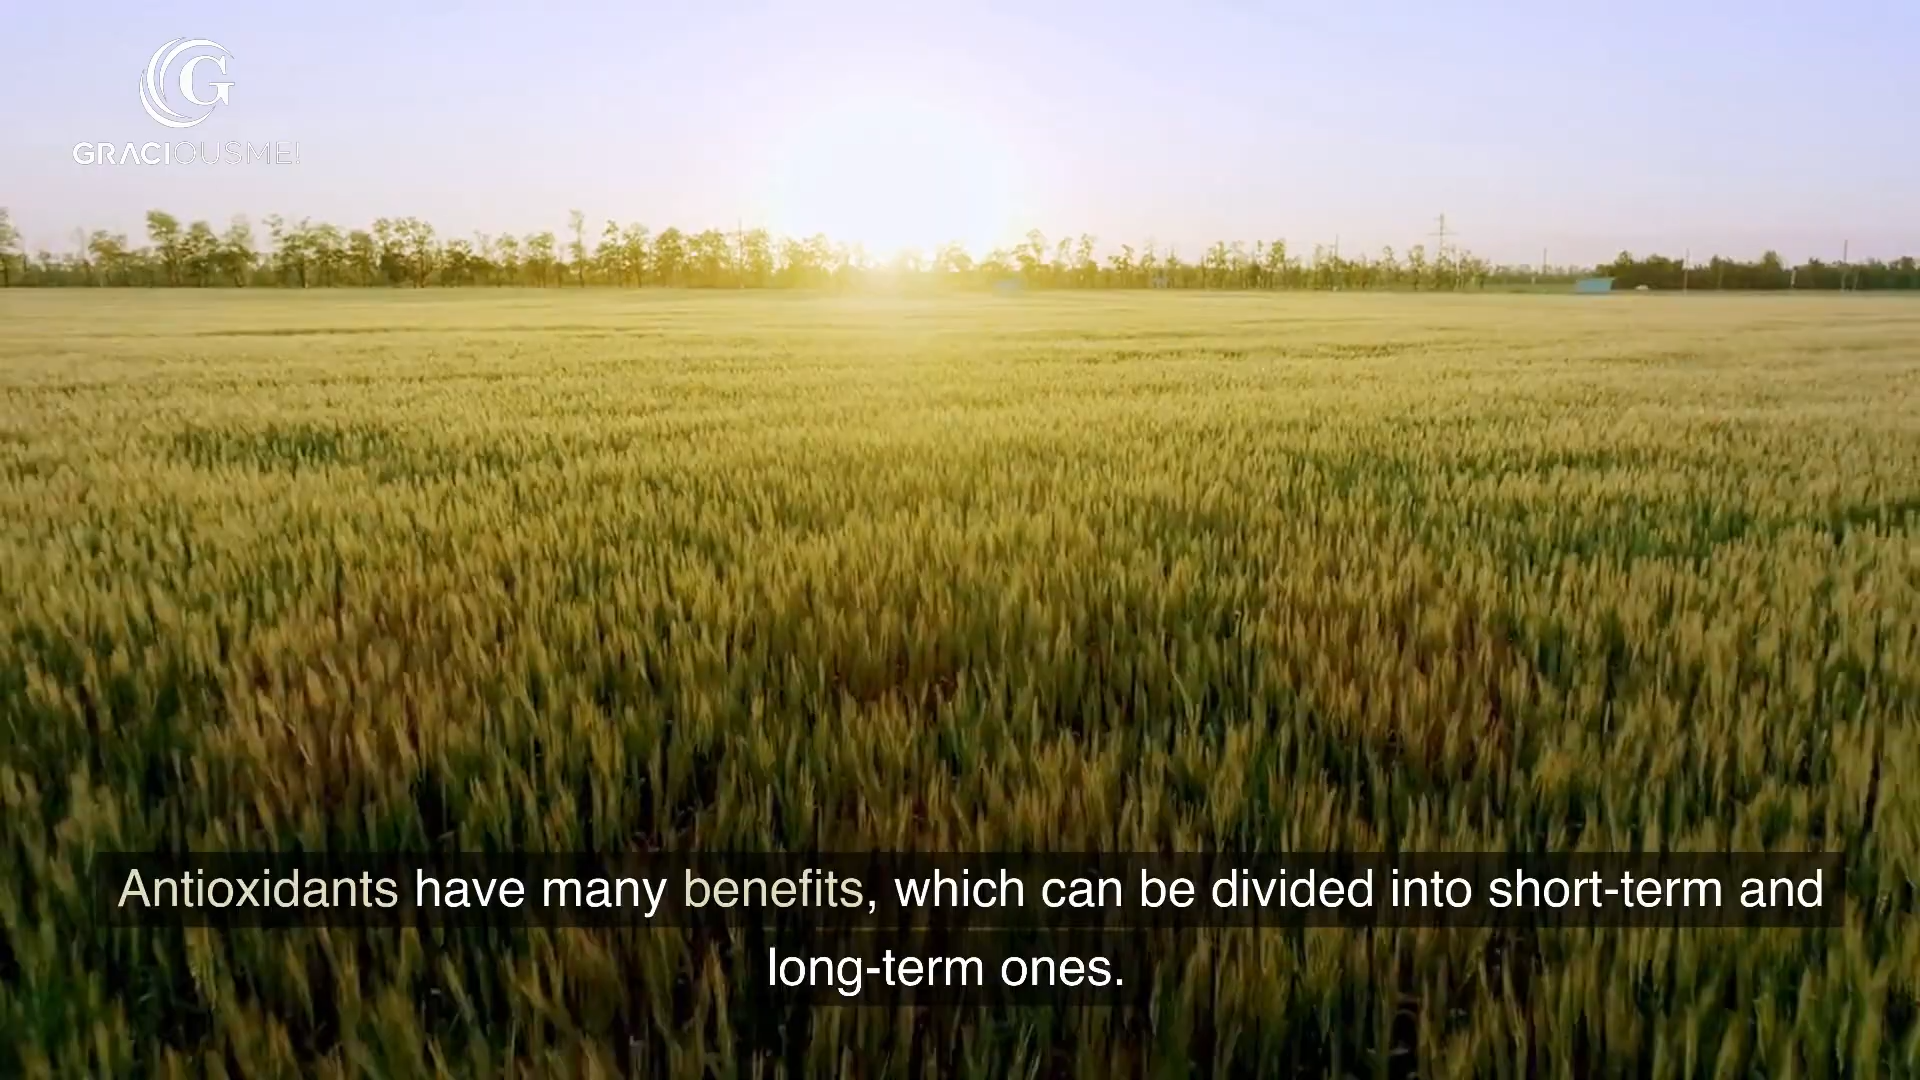 G
GRACIOUSME!
Antioxidants have many benefits, which can be divided into short-term and
long-term ones.